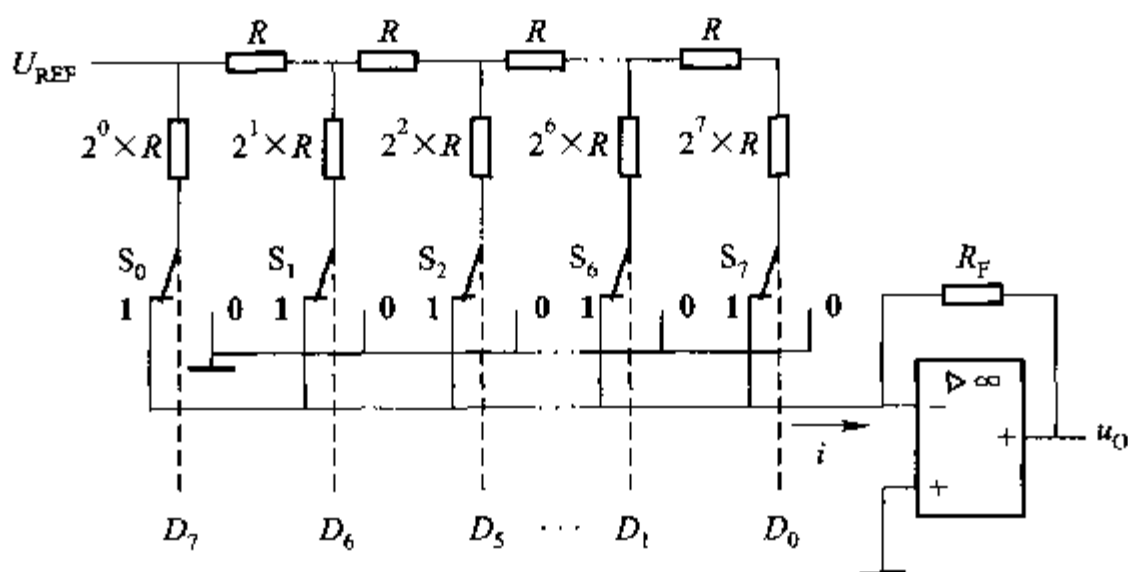 R R R R
U_REF
2^0×R 2^1×R 2^2×R 2^6×R 2^7×R
S_0 S_1 S_2 S_6 S_7 R_F
1 0 1 0 1 0 1 0 1 0
▷ ∞
−
i + u_O
+
D_7 D_6 D_5 ··· D_1 D_0